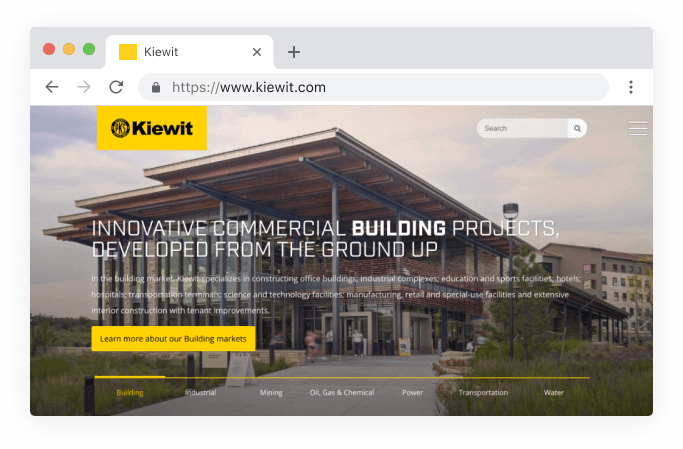 Kiewit
https://www.kiewit.com
Kiewit
Search
INNOVATIVE COMMERCIAL BUILDING PROJECTS,
DEVELOPED FROM THE GROUND UP
In the building market, Kiewit specializes in constructing office buildings; industrial complexes; education and sports facilities, hotels;
hospitals; transportation terminals; science and technology facilities; manufacturing, retail and special-use facilities and extensive
interior construction with tenant improvements.
Learn more about our Building markets
Building Industrial Mining Oil, Gas & Chemical Power Transportation Water